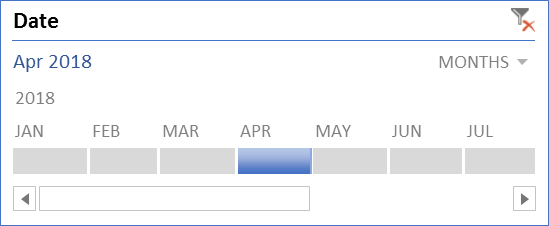 Date
Apr 2018 MONTHS
2018
JAN FEB MAR APR MAY JUN JUL